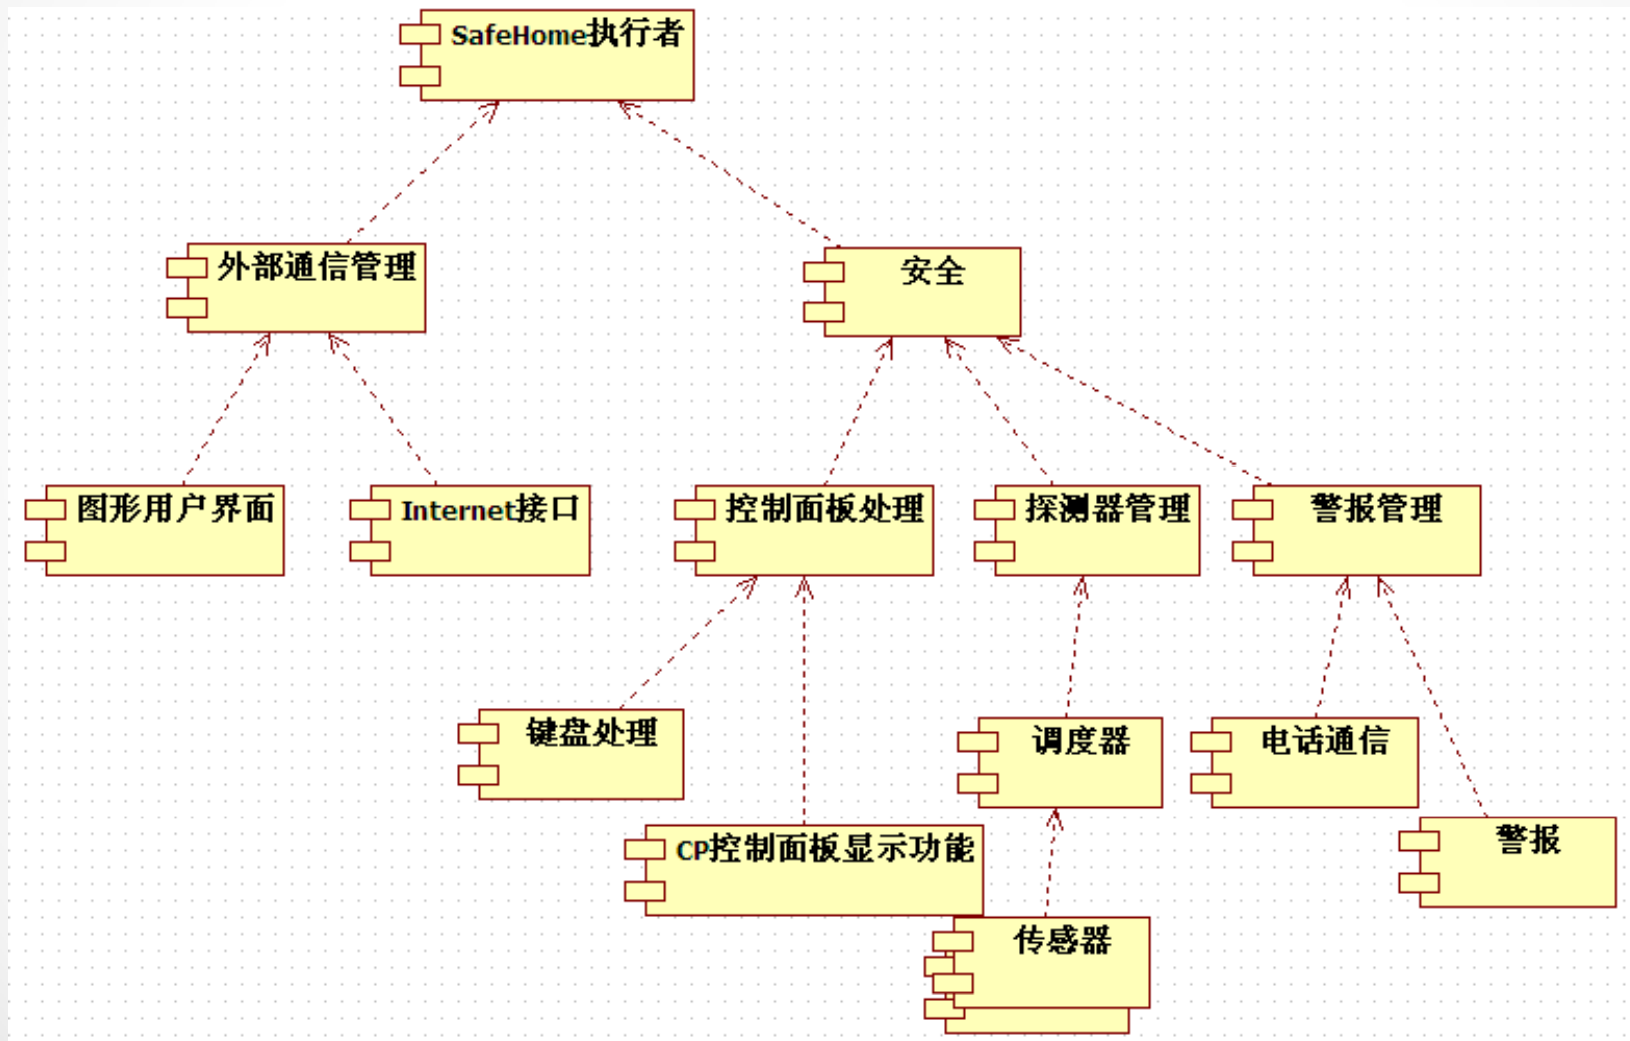 SafeHome执行者
外部通信管理
安全
图形用户界面
Internet接口
控制面板处理
探测器管理
警报管理
键盘处理
调度器
电话通信
CP控制面板显示功能
警报
传感器